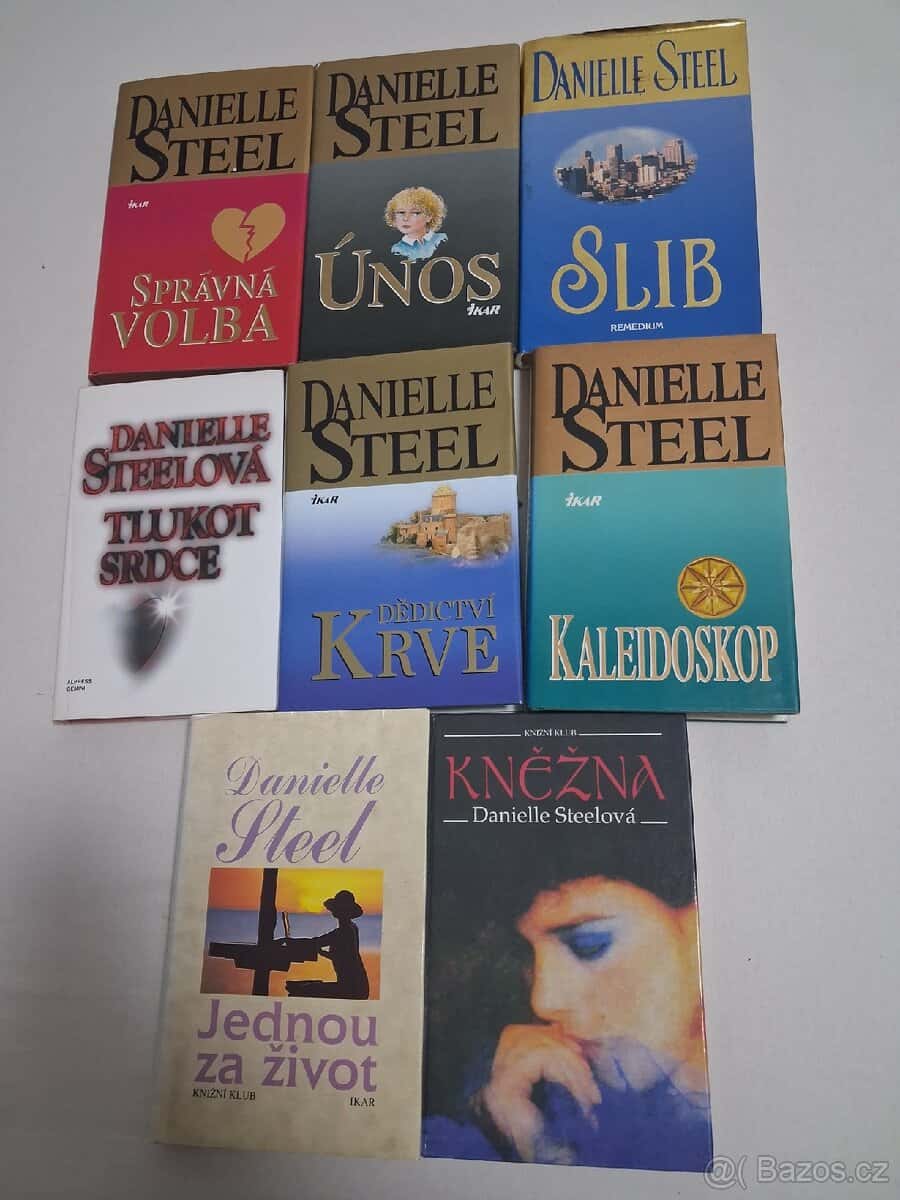 DANIELLE
STEEL
IKAR
SPRÁVNÁ
VOLBA
DANIELLE
STEEL
ÚNOS
IKAR
DANIELLE STEEL
SLIB
REMEDIUM
DANIELLE
STEELOVÁ
TLUKOT
SRDCE
ALPRESS
GEMINI
DANIELLE
STEEL
IKAR
DĚDICTVÍ
KRVE
DANIELLE
STEEL
IKAR
KALEIDOSKOP
Danielle
Steel
Jednou
za život
KNIŽNÍ KLUB IKAR
KNIŽNÍ KLUB
KNĚŽNA
Danielle Steelová
@( Bazos.cz